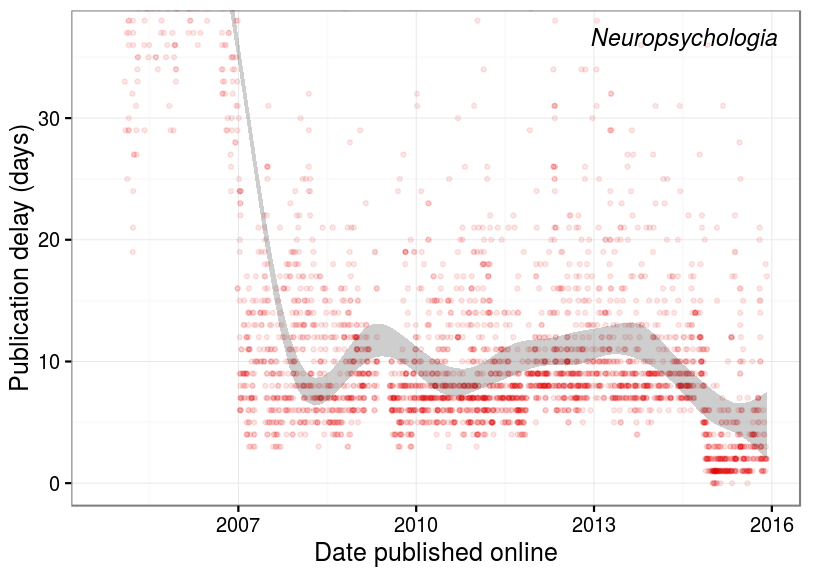 Neuropsychologia
Publication delay (days)
30
20
10
0
2007 2010 2013 2016
Date published online